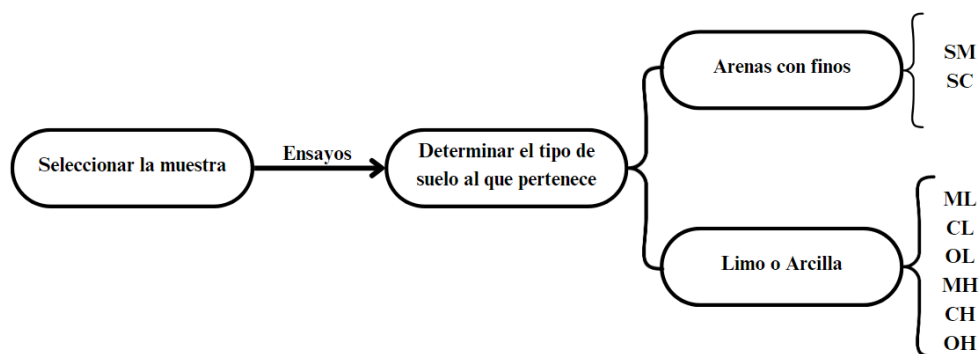 Seleccionar la muestra
Ensayos
Determinar el tipo de
suelo al que pertenece
Arenas con finos
SM
SC
Limo o Arcilla
ML
CL
OL
MH
CH
OH